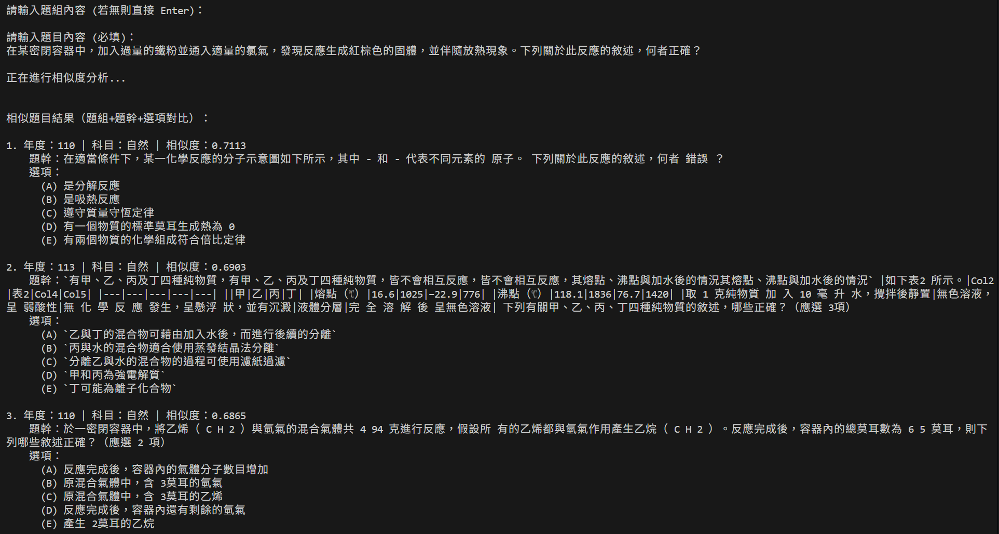 請輸入題組內容 (若無則直接 Enter)：
請輸入題目內容 (必填)：
在某密閉容器中，加入過量的鐵粉並通入適量的氯氣，發現反應生成紅棕色的固體，並伴隨放熱現象。下列關於此反應的敘述，何者正確？
正在進行相似度分析...
相似題目結果（題組+題幹+選項對比）：
1. 年度：110 | 科目：自然 | 相似度：0.7113
題幹：在適當條件下，某一化學反應的分子示意圖如下所示，其中 - 和 - 代表不同元素的 原子。 下列關於此反應的敘述，何者 錯誤 ？
選項：
(A) 是分解反應
(B) 是吸熱反應
(C) 遵守質量守恆定律
(D) 有一個物質的標準莫耳生成熱為 0
(E) 有兩個物質的化學組成符合倍比定律
2. 年度：113 | 科目：自然 | 相似度：0.6903
題幹：`有甲、乙、丙及丁四種純物質，有甲、乙、丙及丁四種純物質，皆不會相互反應，皆不會相互反應，其熔點、沸點與加水後的情況其熔點、沸點與加水後的情況` |如下表2 所示。|Col2
|表2|Col4|Col5| |---|---|---|---|---| ||甲|乙|丙|丁| |熔點（℃）|16.6|1025|−22.9|776| |沸點（℃）|118.1|1836|76.7|1420| |取 1 克純物質 加 入 10 毫 升 水，攪拌後靜置|無色溶液，
呈 弱酸性|無 化 學 反 應 發生，呈懸浮 狀，並有沉澱|液體分層|完 全 溶 解 後 呈無色溶液| 下列有關甲、乙、丙、丁四種純物質的敘述，哪些正確？（應選 3項）
選項：
(A) `乙與丁的混合物可藉由加入水後，而進行後續的分離`
(B) `丙與水的混合物適合使用蒸發結晶法分離`
(C) `分離乙與水的混合物的過程可使用濾紙過濾`
(D) `甲和丙為強電解質`
(E) `丁可能為離子化合物`
3. 年度：110 | 科目：自然 | 相似度：0.6865
題幹：於一密閉容器中，將乙烯（ C H 2 ）與氫氣的混合氣體共 4 94 克進行反應，假設所 有的乙烯都與氫氣作用產生乙烷（ C H 2 ）。反應完成後，容器內的總莫耳數為 6 5 莫耳，則下
列哪些敘述正確？（應選 2 項）
選項：
(A) 反應完成後，容器內的氣體分子數目增加
(B) 原混合氣體中，含 3莫耳的氫氣
(C) 原混合氣體中，含 3莫耳的乙烯
(D) 反應完成後，容器內還有剩餘的氫氣
(E) 產生 2莫耳的乙烷